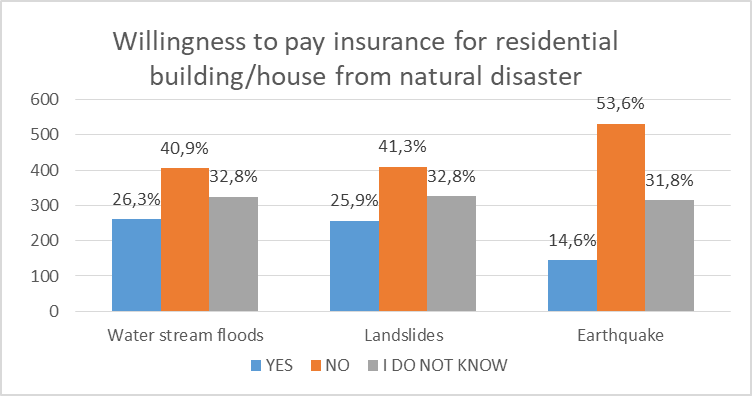 Willingness to pay insurance for residential
building/house from natural disaster
600
500
400
300
200
100
0
26,3%
40,9%
32,8%
25,9%
41,3%
32,8%
14,6%
53,6%
31,8%
Water stream floods
Landslides
Earthquake
YES
NO
I DO NOT KNOW